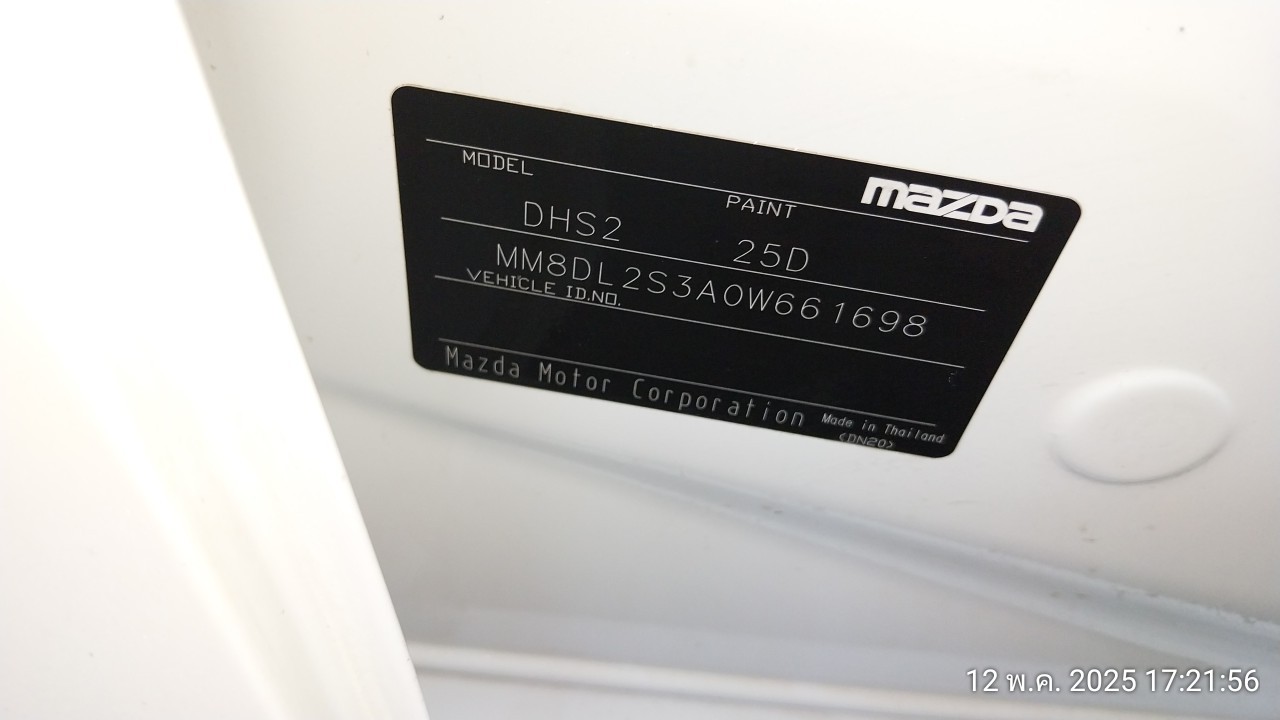 MODEL
PAINT
mazda
DHS2 25D
MM8DL2S3A0W661698
VEHICLE ID.NO.
Mazda Motor Corporation
Made in Thailand
<DN20>
12 พ.ค. 2025 17:21:56